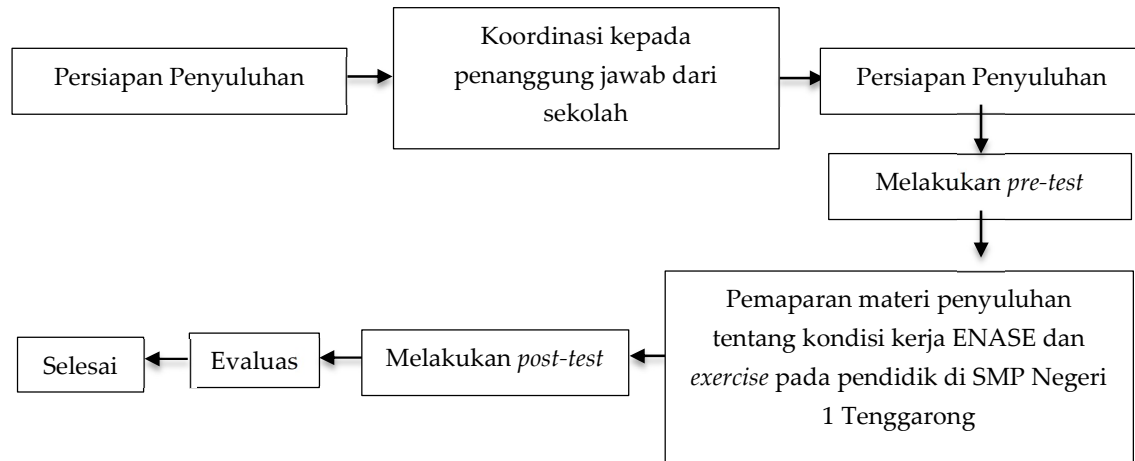 Persiapan Penyuluhan
Koordinasi kepada
penanggung jawab dari
sekolah
Persiapan Penyuluhan
Melakukan pre-test
Pemaparan materi penyuluhan
tentang kondisi kerja ENASE dan
exercise pada pendidik di SMP Negeri
1 Tenggarong
Melakukan post-test
Evaluas
Selesai